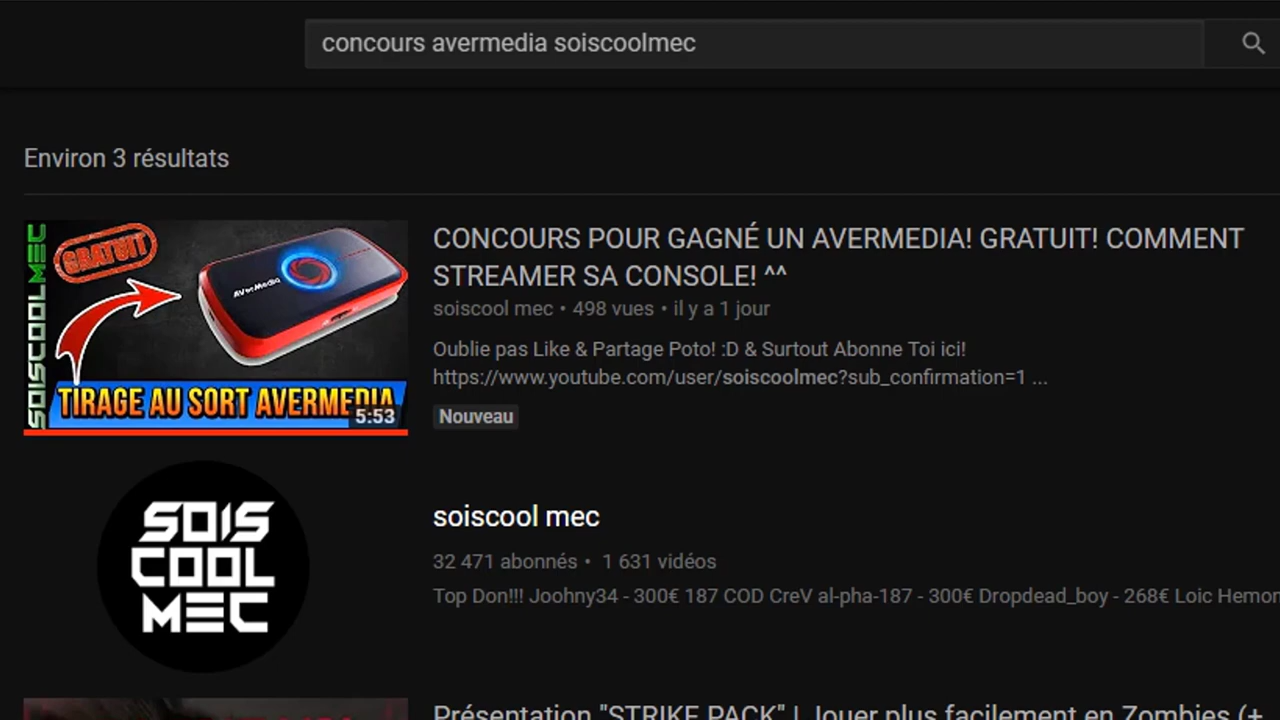 concours avermedia soiscoolmec
Environ 3 résultats
SOISCOOLMEC
GRATUIT
AVerMedia
TIRAGE AU SORT AVERMEDIA
5:53
CONCOURS POUR GAGNÉ UN AVERMEDIA! GRATUIT! COMMENT
STREAMER SA CONSOLE! ^^
soiscool mec • 498 vues • il y a 1 jour
Oublie pas Like & Partage Poto! :D & Surtout Abonne Toi ici!
https://www.youtube.com/user/soiscoolmec?sub_confirmation=1 ...
Nouveau
SOIS
COOL
MEC
soiscool mec
32 471 abonnés • 1 631 vidéos
Top Don!!! Joohny34 - 300€ 187 COD CreV al-pha-187 - 300€ Dropdead_boy - 268€ Loic Hemon
Présentation "STRIKE PACK" | Jouer plus facilement en Zombies (+